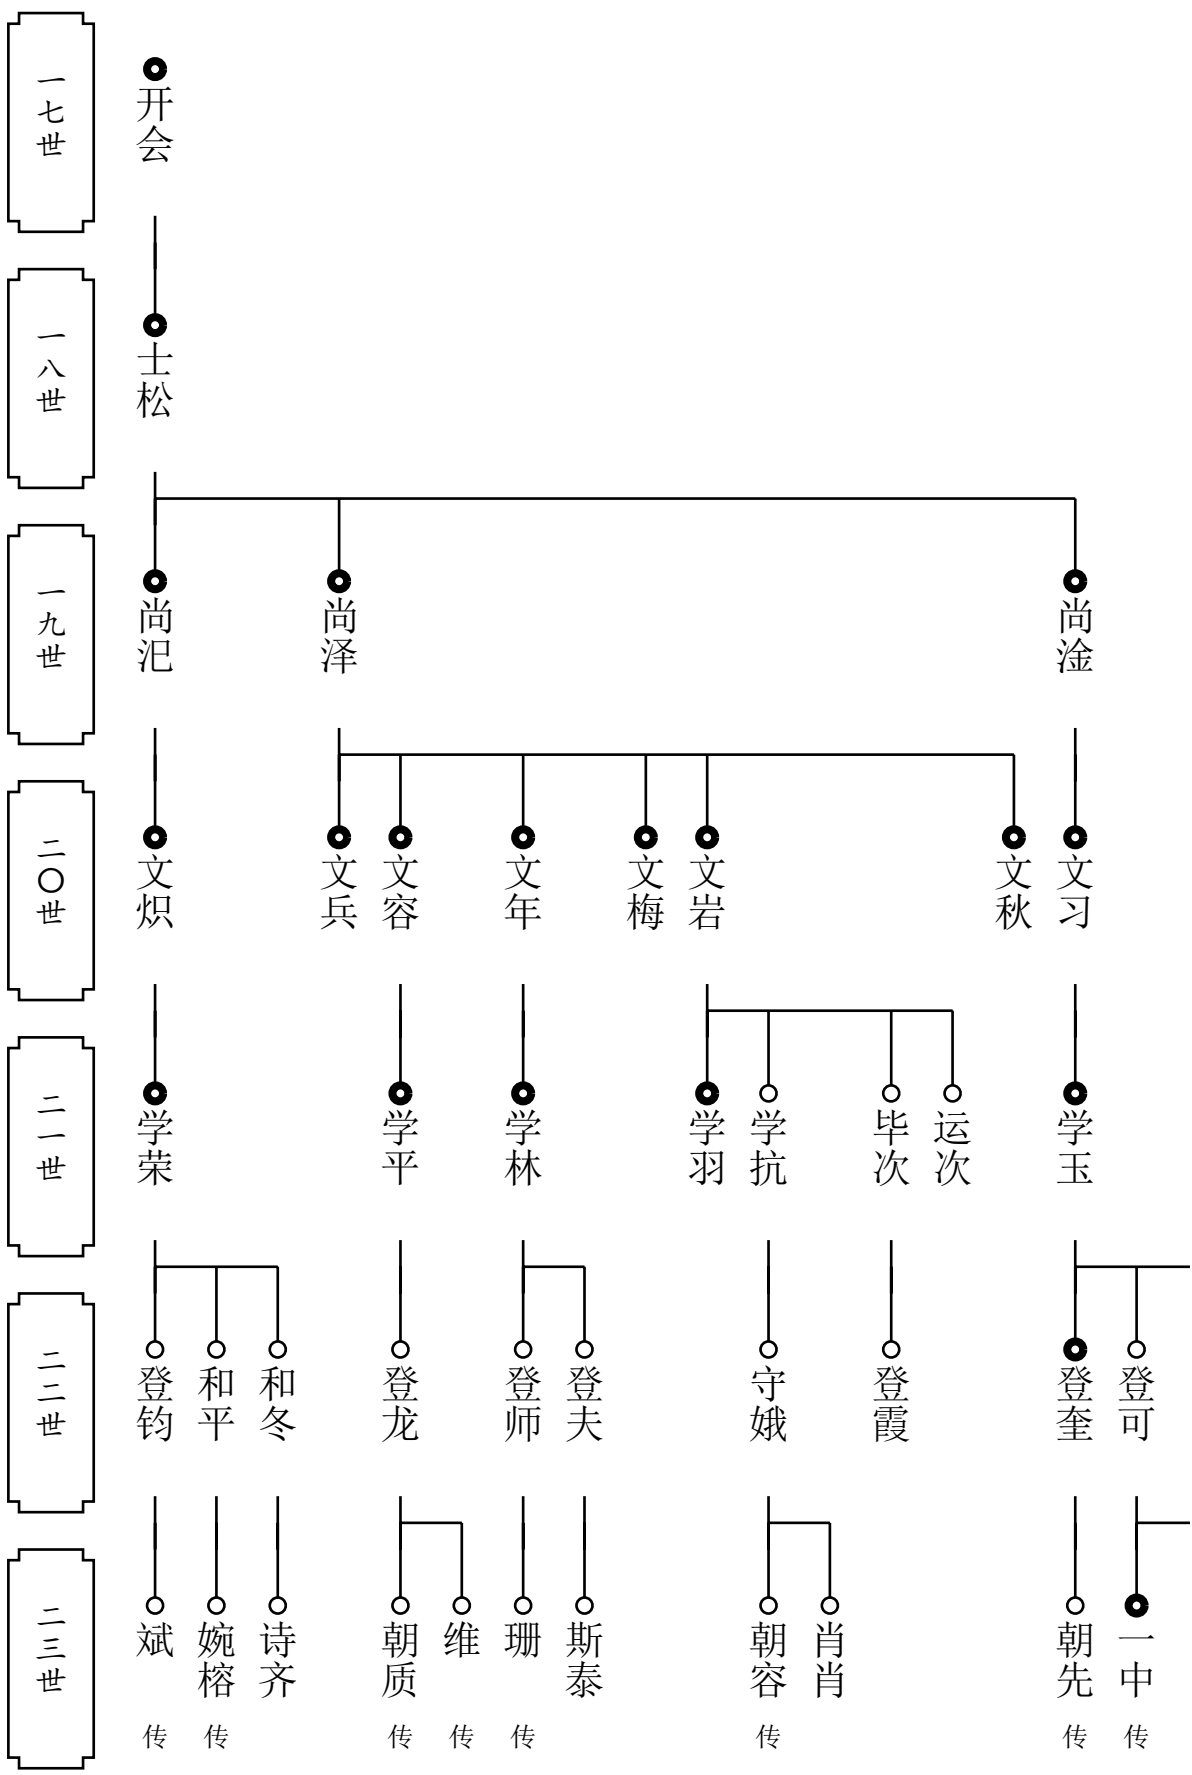 一七世
开会
一八世
士松
一九世
尚汜
尚泽
尚淦
二〇世
文炽
文兵
文容
文年
文梅
文岩
文秋
文习
二一世
学荣
学平
学林
学羽
学抗
毕次
运次
学玉
二二世
登钧
和平
和冬
登龙
登师
登夫
守娥
登霞
登奎
登可
二三世
斌
婉榕
诗齐
朝质
维
珊
斯泰
朝容
肖肖
朝先
一中
传
传
传
传
传
传
传
传